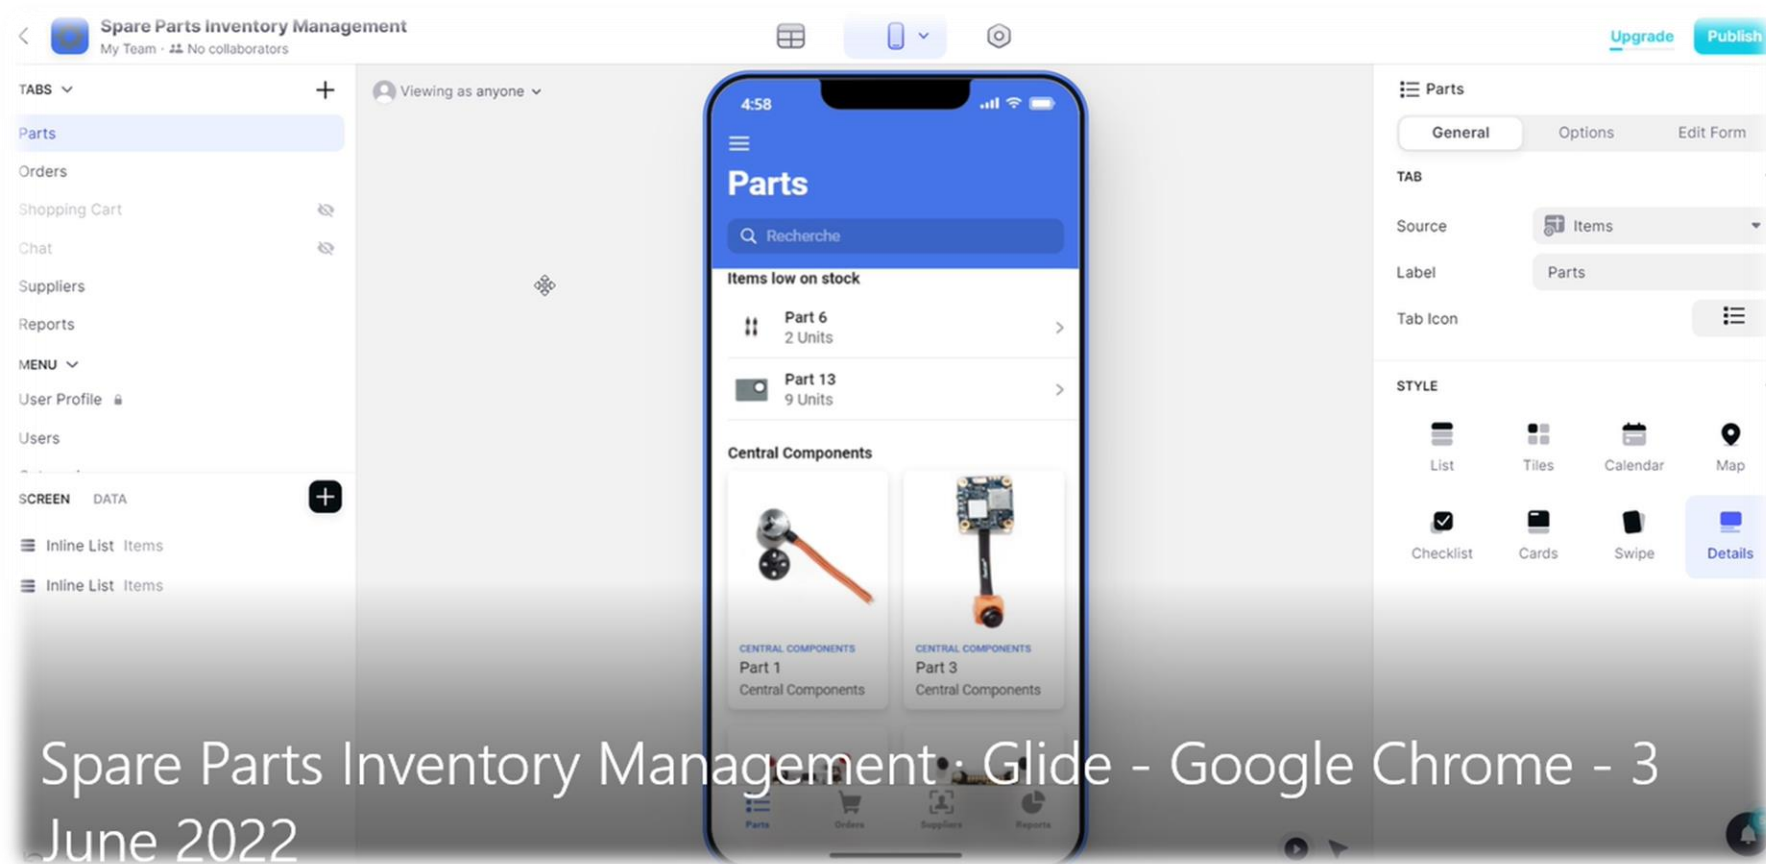 Spare Parts Inventory Management
My Team · No collaborators
Upgrade
Publish
TABS
Parts
Orders
Shopping Cart
Chat
Suppliers
Reports
MENU
User Profile
Users
SCREEN DATA
Inline List Items
Inline List Items
Viewing as anyone
4:58
Parts
Recherche
Items low on stock
Part 6
2 Units
Part 13
9 Units
Central Components
CENTRAL COMPONENTS
Part 1
Central Components
CENTRAL COMPONENTS
Part 3
Central Components
Parts Orders Suppliers Reports
Parts
General Options Edit Form
TAB
Source Items
Label Parts
Tab Icon
STYLE
List Tiles Calendar Map
Checklist Cards Swipe Details
Spare Parts Inventory Management · Glide - Google Chrome - 3
June 2022